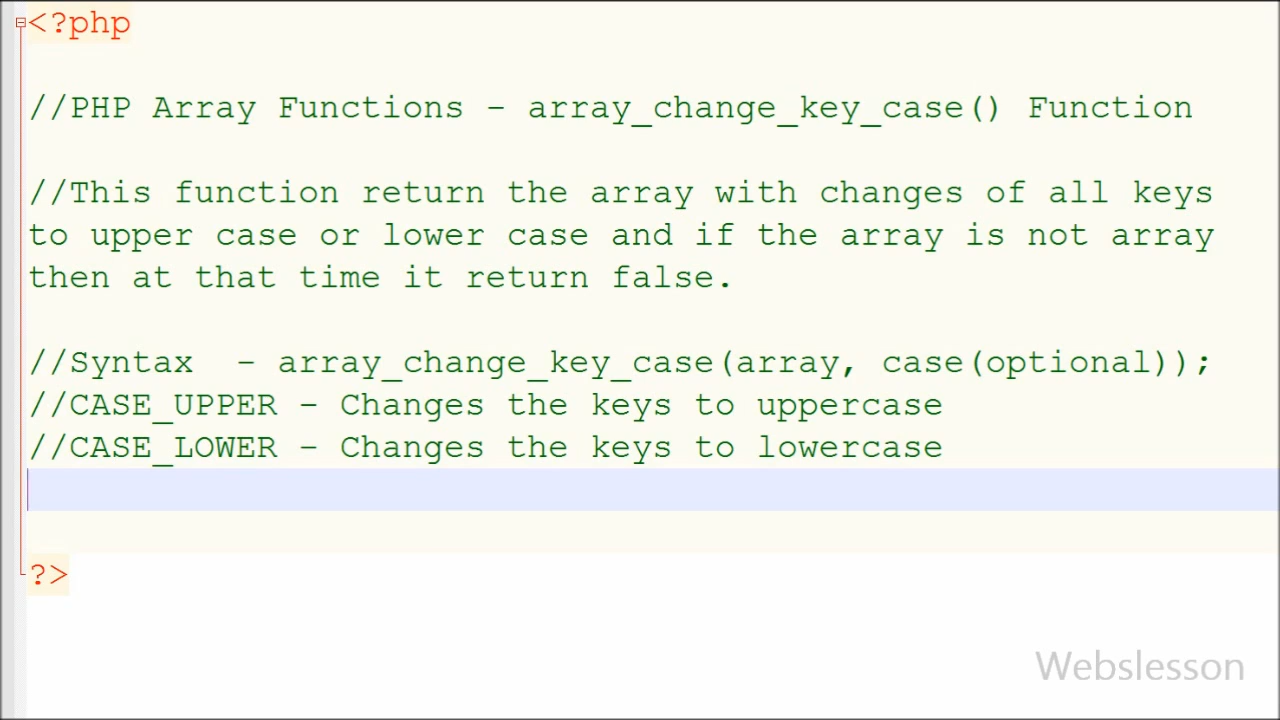 <?php
//PHP Array Functions - array_change_key_case() Function
//This function return the array with changes of all keys
to upper case or lower case and if the array is not array
then at that time it return false.
//Syntax  - array_change_key_case(array, case(optional));
//CASE_UPPER - Changes the keys to uppercase
//CASE_LOWER - Changes the keys to lowercase
?>
Webslesson